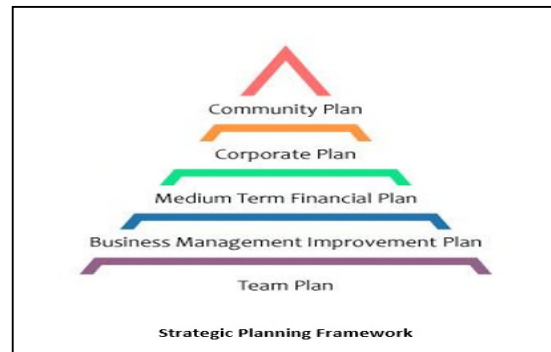 Community Plan
Corporate Plan
Medium Term Financial Plan
Business Management Improvement Plan
Team Plan
Strategic Planning Framework